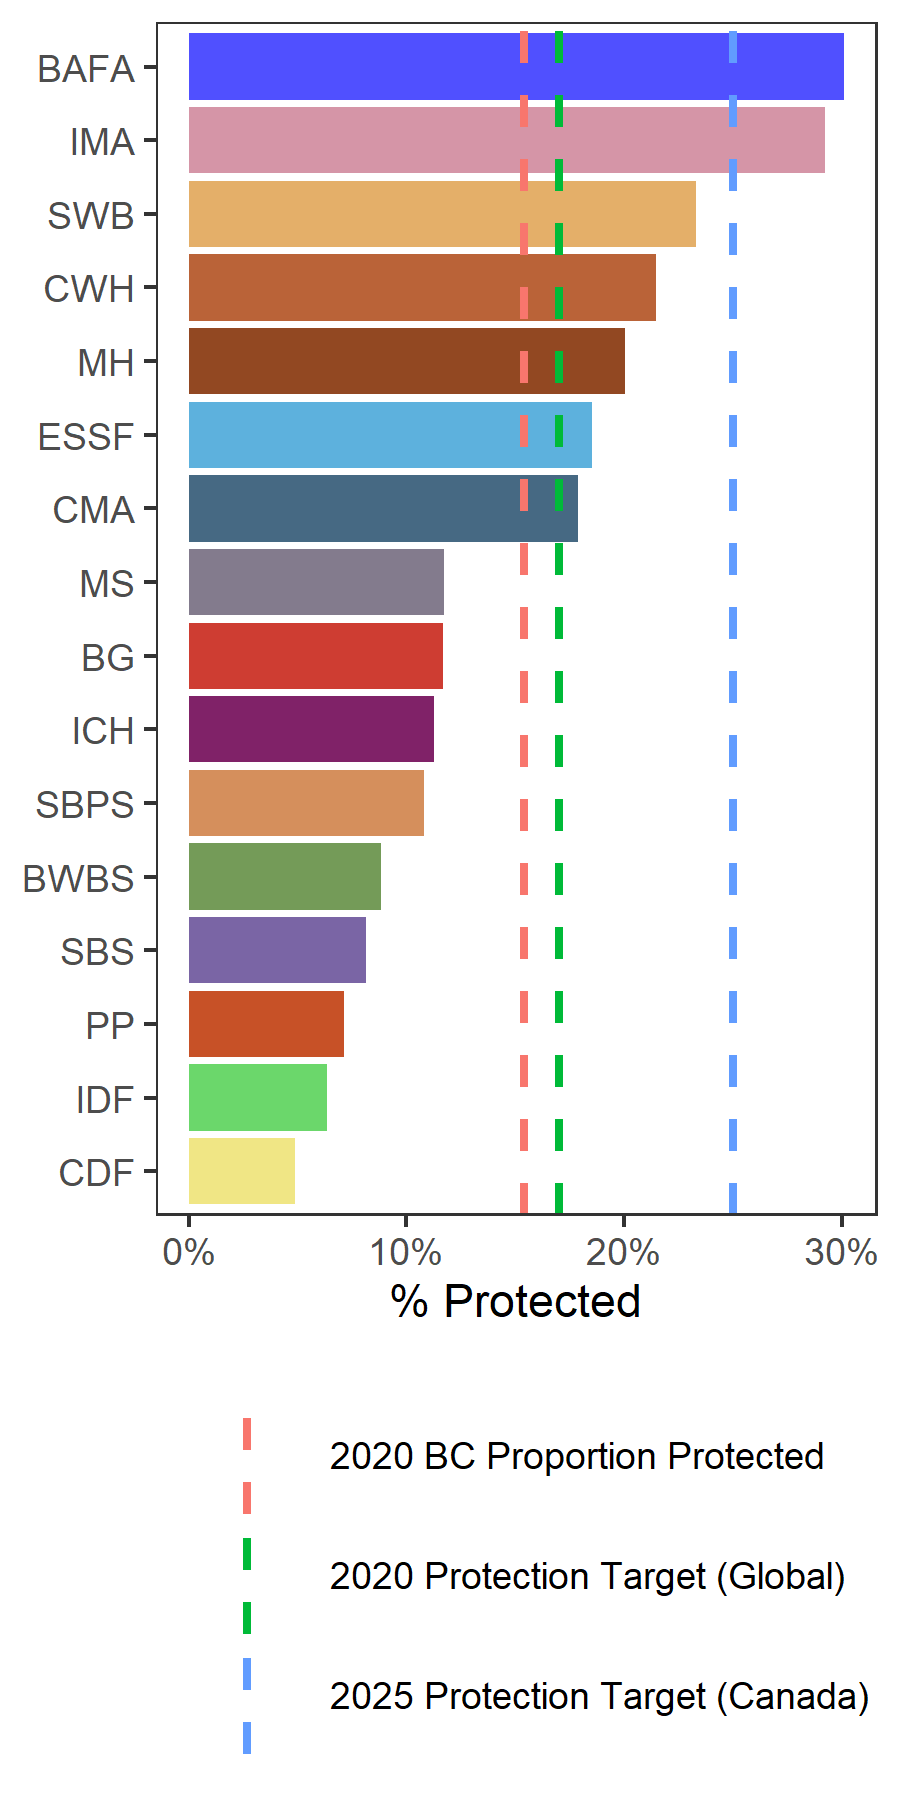 BAFA
IMA
SWB
CWH
MH
ESSF
CMA
MS
BG
ICH
SBPS
BWBS
SBS
PP
IDF
CDF
0% 10% 20% 30%
% Protected
2020 BC Proportion Protected
2020 Protection Target (Global)
2025 Protection Target (Canada)